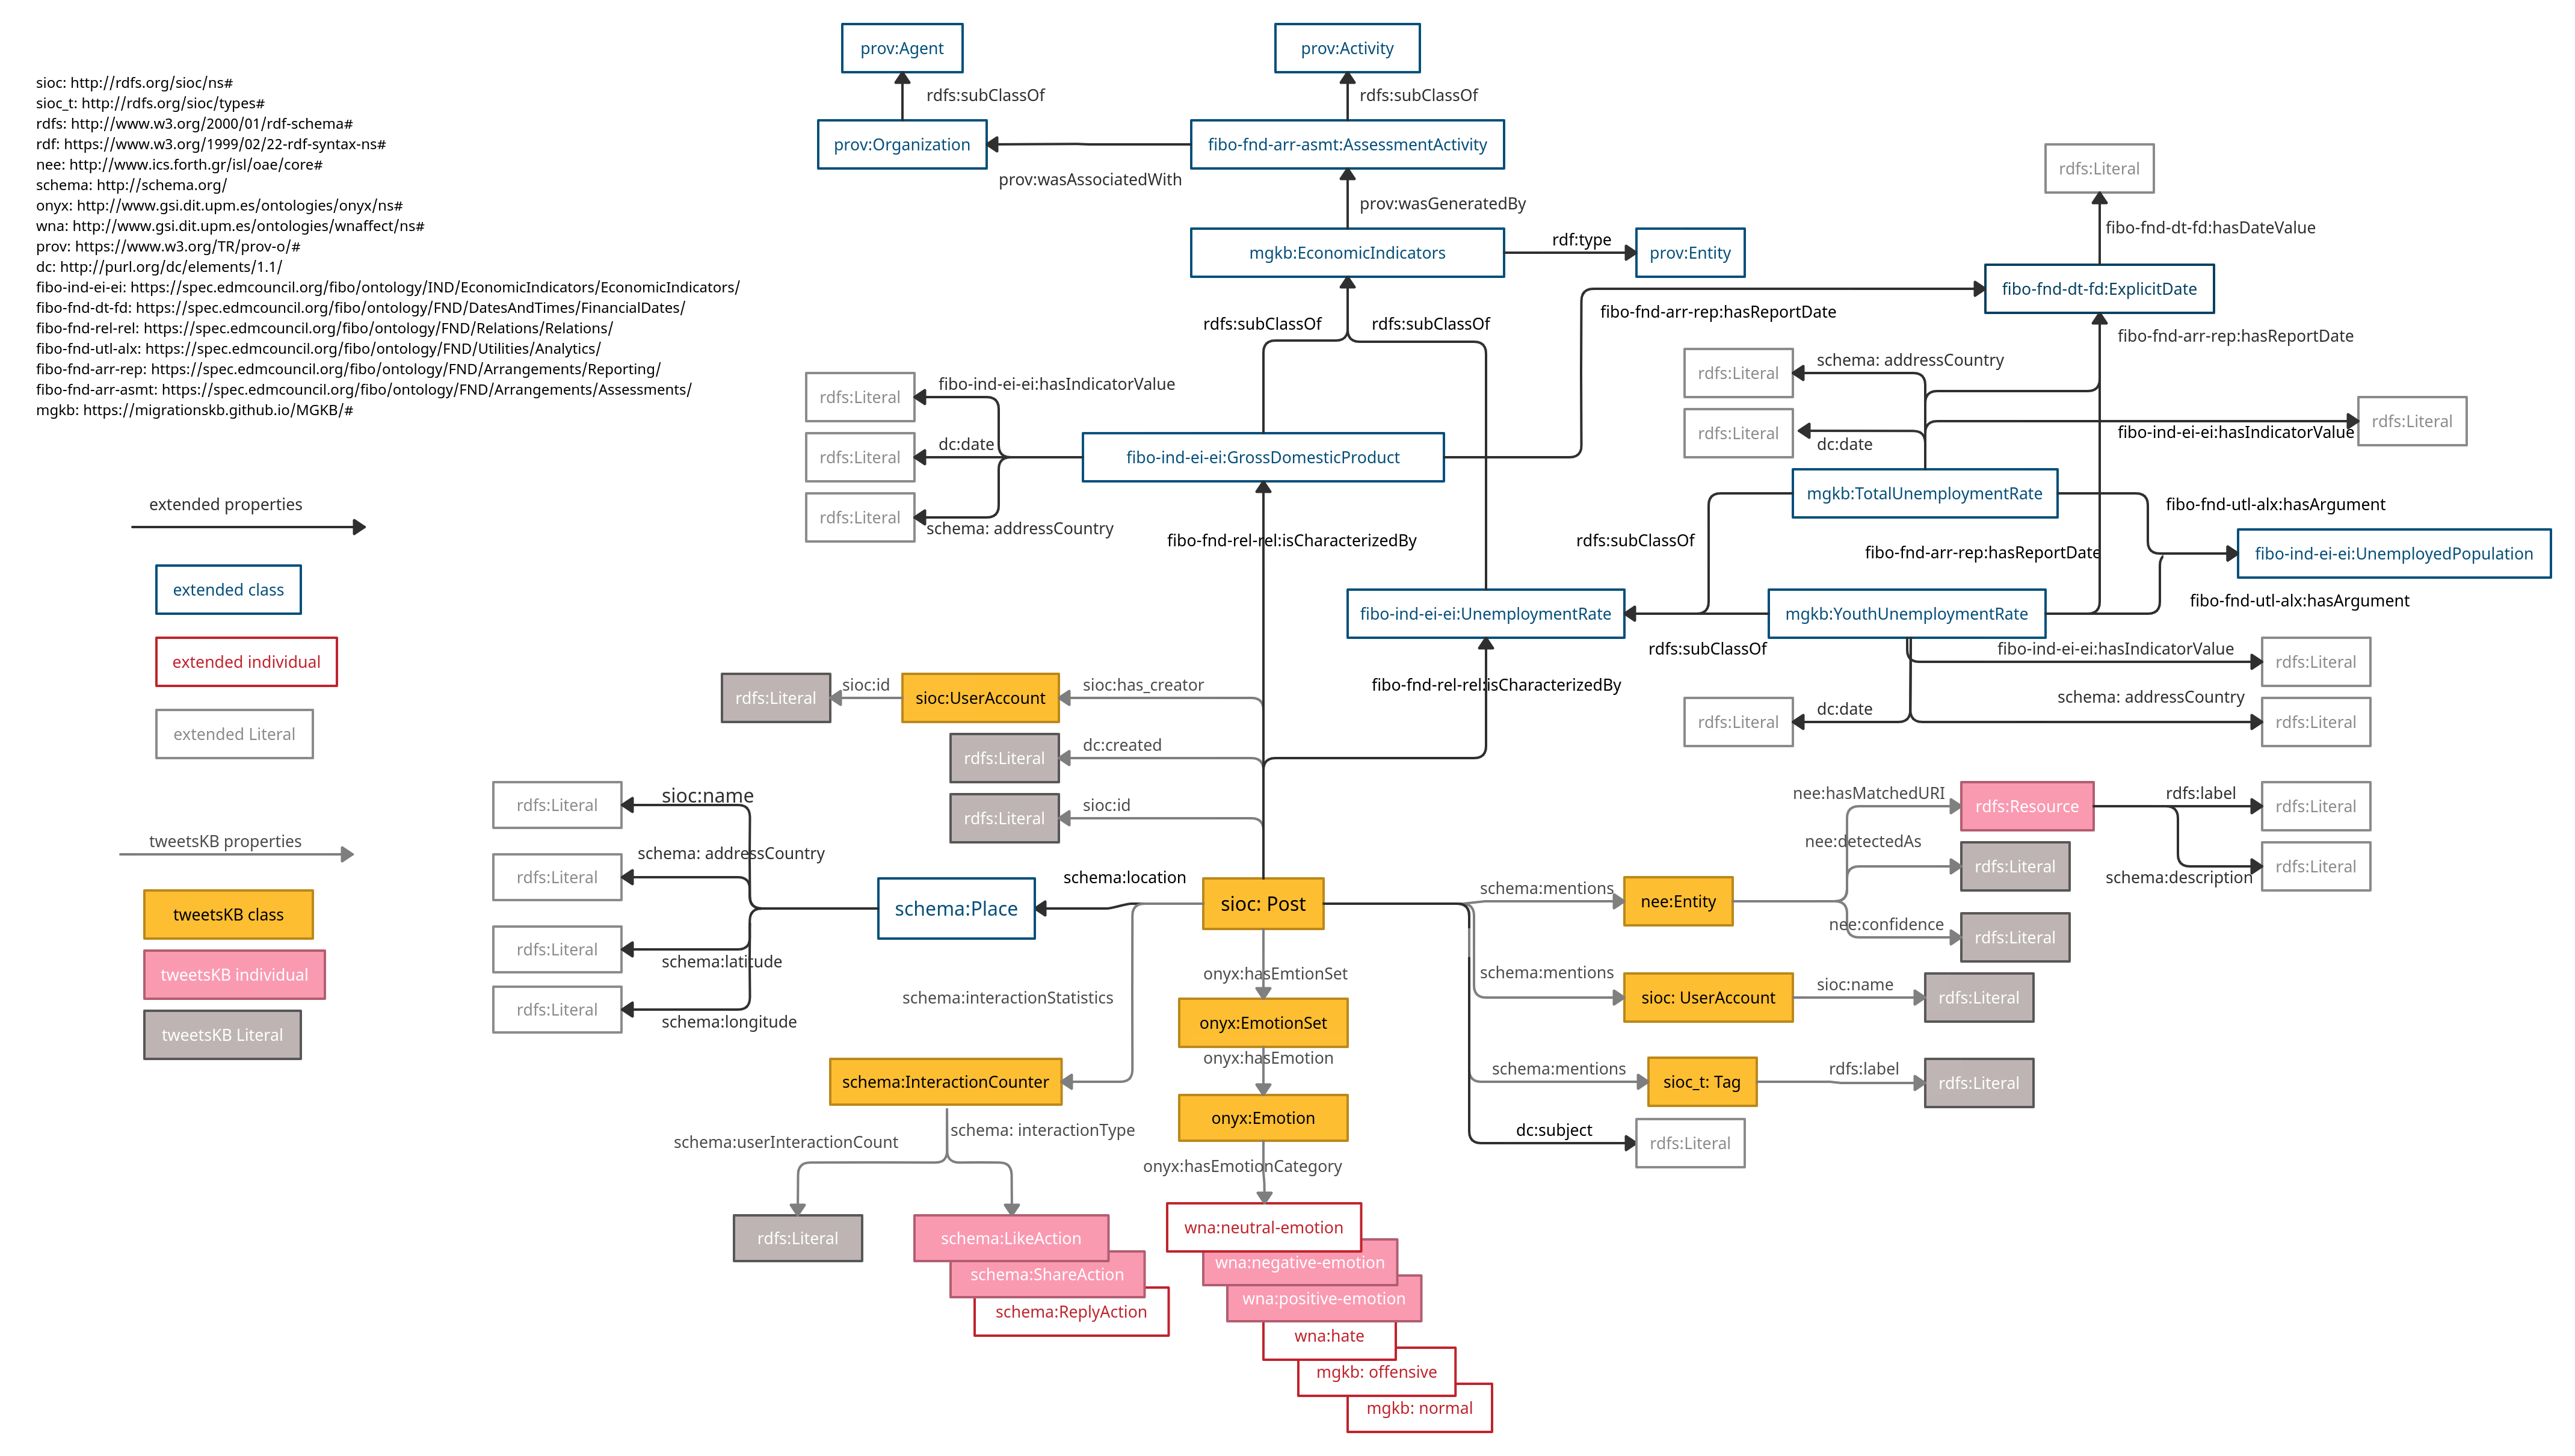 prov:Agent
prov:Activity
sioc: http://rdfs.org/sioc/ns#
sioc_t: http://rdfs.org/sioc/types#
rdfs: http://www.w3.org/2000/01/rdf-schema#
rdf: https://www.w3.org/1999/02/22-rdf-syntax-ns#
nee: http://www.ics.forth.gr/isl/oae/core#
schema: http://schema.org/
onyx: http://www.gsi.dit.upm.es/ontologies/onyx/ns#
wna: http://www.gsi.dit.upm.es/ontologies/wnaffect/ns#
prov: https://www.w3.org/TR/prov-o/#
dc: http://purl.org/dc/elements/1.1/
fibo-ind-ei-ei: https://spec.edmcouncil.org/fibo/ontology/IND/EconomicIndicators/EconomicIndicators/
fibo-fnd-dt-fd: https://spec.edmcouncil.org/fibo/ontology/FND/DatesAndTimes/FinancialDates/
fibo-fnd-rel-rel: https://spec.edmcouncil.org/fibo/ontology/FND/Relations/Relations/
fibo-fnd-utl-alx: https://spec.edmcouncil.org/fibo/ontology/FND/Utilities/Analytics/
fibo-fnd-arr-rep: https://spec.edmcouncil.org/fibo/ontology/FND/Arrangements/Reporting/
fibo-fnd-arr-asmt: https://spec.edmcouncil.org/fibo/ontology/FND/Arrangements/Assessments/
mgkb: https://migrationskb.github.io/MGKB/#
rdfs:subClassOf
rdfs:subClassOf
prov:Organization
fibo-fnd-arr-asmt:AssessmentActivity
prov:wasAssociatedWith
rdfs:Literal
prov:wasGeneratedBy
fibo-fnd-dt-fd:hasDateValue
mgkb:EconomicIndicators
rdf:type
prov:Entity
fibo-fnd-dt-fd:ExplicitDate
fibo-fnd-arr-rep:hasReportDate
rdfs:subClassOf
rdfs:subClassOf
fibo-fnd-arr-rep:hasReportDate
rdfs:Literal
schema: addressCountry
rdfs:Literal
fibo-ind-ei-ei:hasIndicatorValue
rdfs:Literal
rdfs:Literal
dc:date
rdfs:Literal
dc:date
fibo-ind-ei-ei:hasIndicatorValue
rdfs:Literal
fibo-ind-ei-ei:GrossDomesticProduct
mgkb:TotalUnemploymentRate
fibo-fnd-utl-alx:hasArgument
extended properties
rdfs:Literal
schema: addressCountry
fibo-fnd-rel-rel:isCharacterizedBy
rdfs:subClassOf
fibo-fnd-arr-rep:hasReportDate
fibo-ind-ei-ei:UnemployedPopulation
extended class
fibo-ind-ei-ei:UnemploymentRate
mgkb:YouthUnemploymentRate
fibo-fnd-utl-alx:hasArgument
rdfs:subClassOf
fibo-ind-ei-ei:hasIndicatorValue
rdfs:Literal
extended individual
rdfs:Literal
sioc:id
sioc:UserAccount
sioc:has_creator
fibo-fnd-rel-rel:isCharacterizedBy
schema: addressCountry
rdfs:Literal
dc:date
rdfs:Literal
extended Literal
rdfs:Literal
dc:created
rdfs:Literal
sioc:name
rdfs:Literal
sioc:id
nee:hasMatchedURI
rdfs:Resource
rdfs:label
rdfs:Literal
tweetsKB properties
rdfs:Literal
schema: addressCountry
nee:detectedAs
rdfs:Literal
schema:description
rdfs:Literal
schema:location
tweetsKB class
schema:Place
sioc: Post
schema:mentions
nee:Entity
nee:confidence
rdfs:Literal
rdfs:Literal
schema:latitude
tweetsKB individual
onyx:hasEmtionSet
schema:mentions
sioc: UserAccount
sioc:name
rdfs:Literal
schema:interactionStatistics
rdfs:Literal
schema:longitude
onyx:EmotionSet
tweetsKB Literal
onyx:hasEmotion
schema:InteractionCounter
schema:mentions
sioc_t: Tag
rdfs:label
rdfs:Literal
onyx:Emotion
schema:userInteractionCount
schema: interactionType
dc:subject
rdfs:Literal
onyx:hasEmotionCategory
rdfs:Literal
schema:LikeAction
schema:ShareAction
schema:ReplyAction
wna:neutral-emotion
wna:negative-emotion
wna:positive-emotion
wna:hate
mgkb: offensive
mgkb: normal